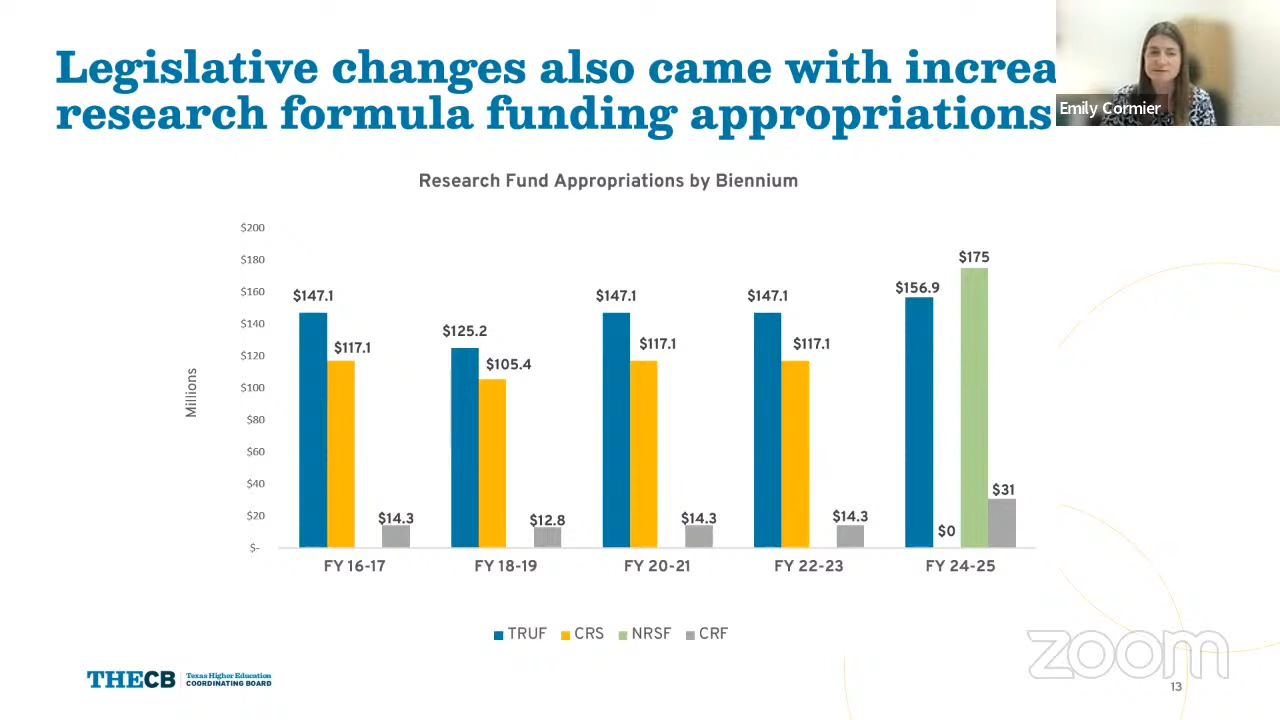 Legislative changes also came with increa
research formula funding appropriations
Emily Cormier
Research Fund Appropriations by Biennium
Millions
$200
$180
$160
$140
$120
$100
$80
$60
$40
$20
$-
$147.1
$117.1
$14.3
$125.2
$105.4
$12.8
$147.1
$117.1
$14.3
$147.1
$117.1
$14.3
$156.9
$0
$175
$31
FY 16-17
FY 18-19
FY 20-21
FY 22-23
FY 24-25
TRUF CRS NRSF CRF
THECB
Texas Higher Education
COORDINATING BOARD
zoom
13